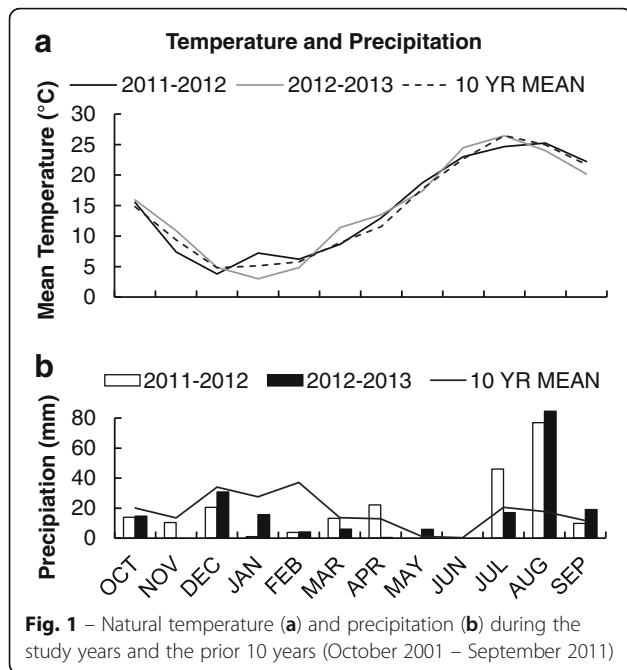 a Temperature and Precipitation
2011-2012 2012-2013 10 YR MEAN
30
25
20
15
10
5
0
Mean Temperature (°C)
b
2011-2012 2012-2013 10 YR MEAN
80
60
40
20
0
Precipiation (mm)
OCT NOV DEC JAN FEB MAR APR MAY JUN JUL AUG SEP
Fig. 1 – Natural temperature (a) and precipitation (b) during the
study years and the prior 10 years (October 2001 – September 2011)